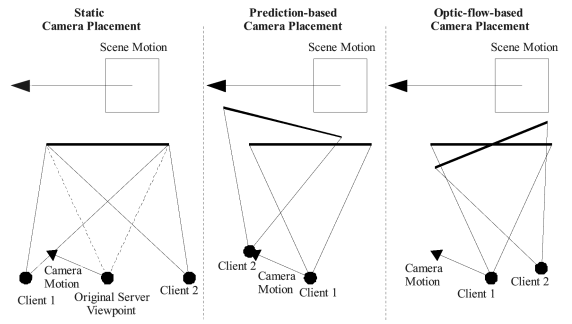 Static
Camera Placement
Scene Motion
Camera
Motion
Client 1
Original Server
Viewpoint
Client 2
Prediction-based
Camera Placement
Scene Motion
Client 2
Camera
Motion
Client 1
Optic-flow-based
Camera Placement
Scene Motion
Camera
Motion
Client 1
Client 2